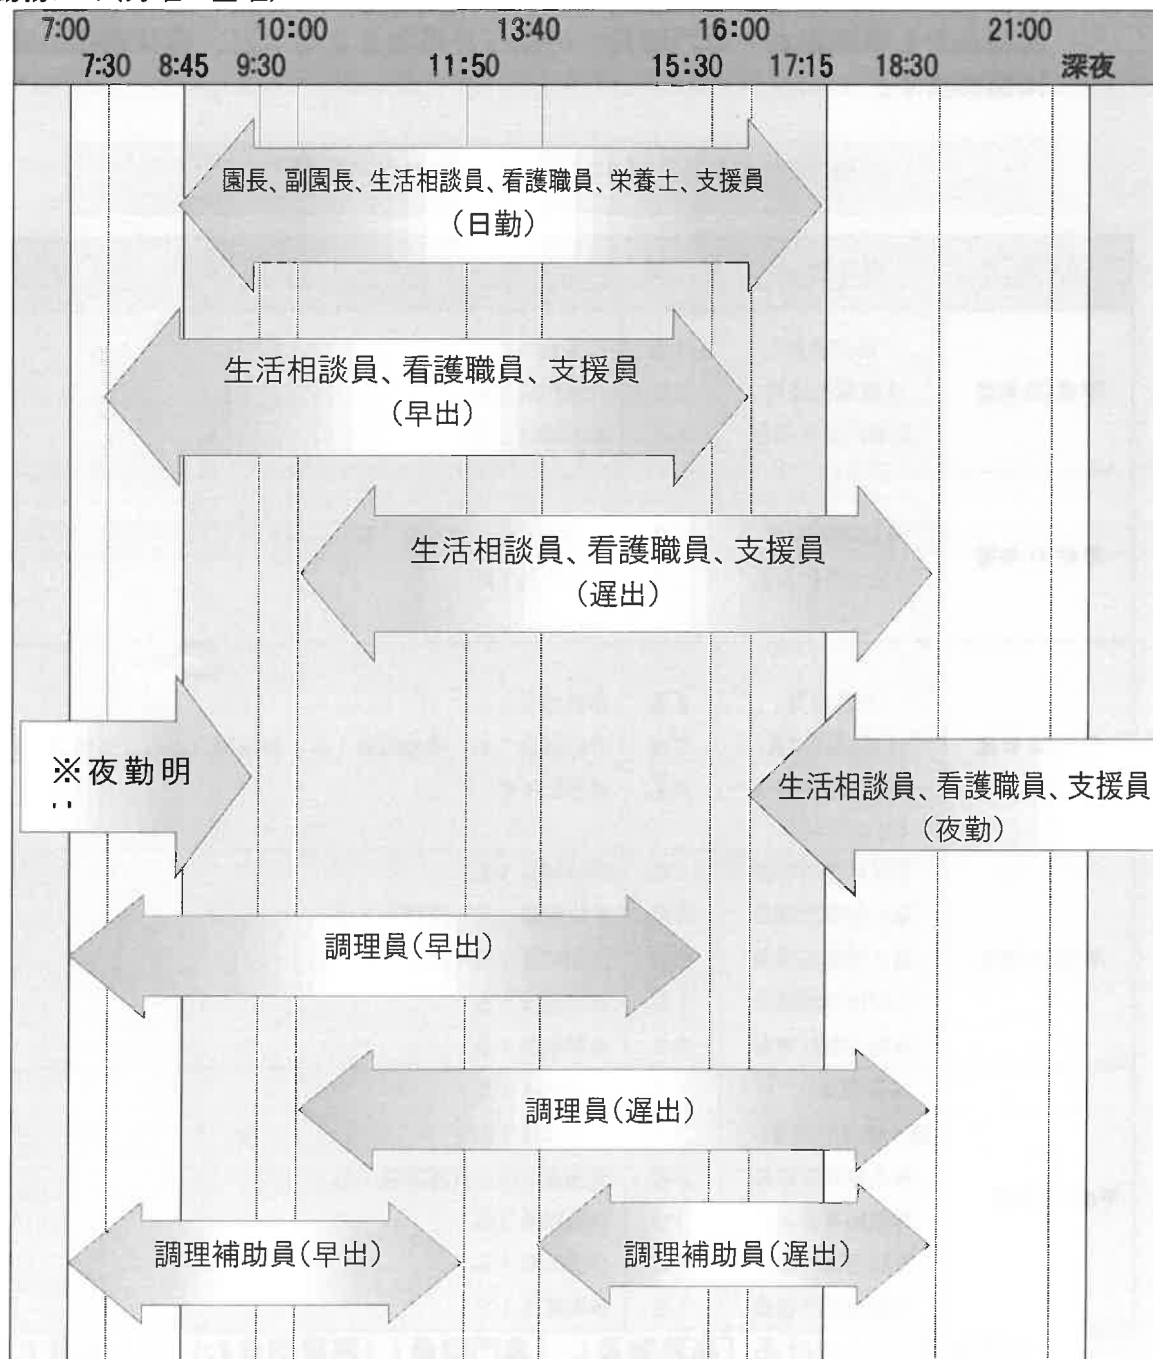 7:00 10:00 13:40 16:00 21:00
7:30 8:45 9:30 11:50 15:30 17:15 18:30 深夜
園長、副園長、生活相談員、看護職員、栄養士、支援員
(日勤)
生活相談員、看護職員、支援員
(早出)
生活相談員、看護職員、支援員
(遅出)
※夜勤明
生活相談員、看護職員、支援員
(夜勤)
調理員(早出)
調理員(遅出)
調理補助員(早出)
調理補助員(遅出)